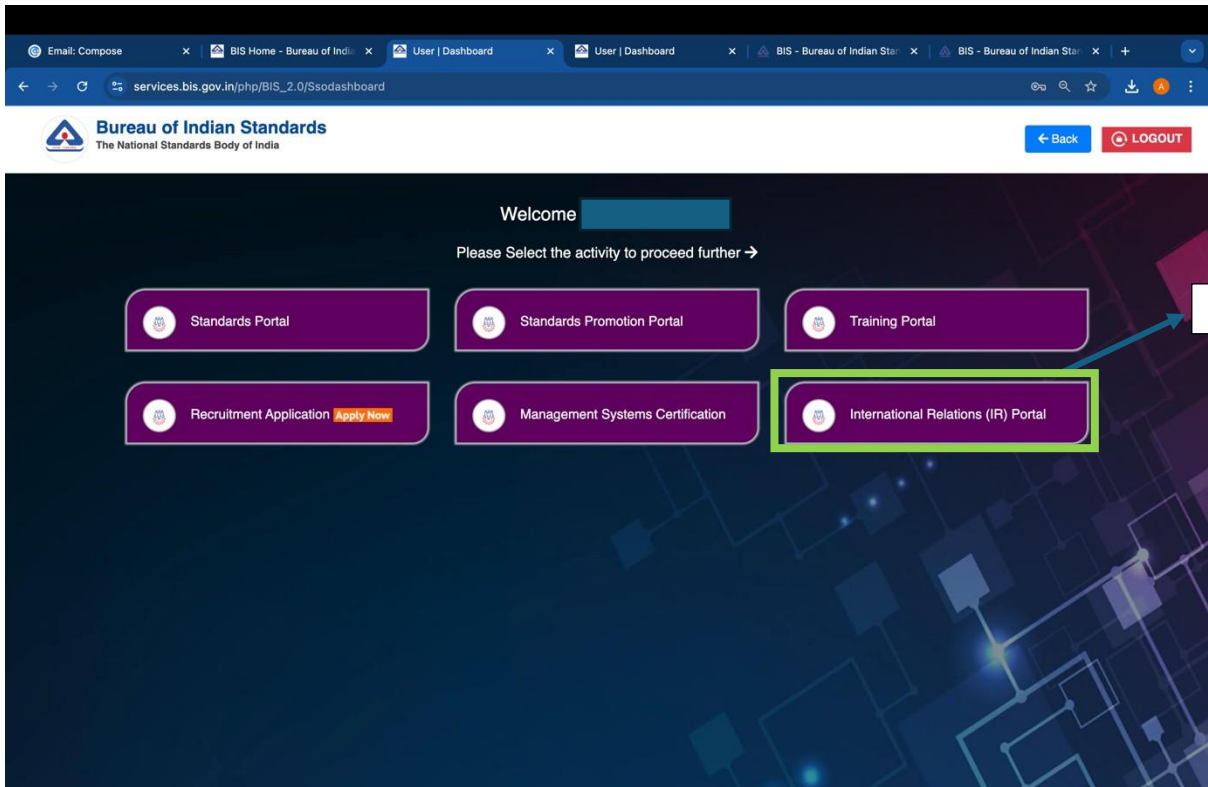 Email: Compose
BIS Home - Bureau of India
User | Dashboard
User | Dashboard
BIS - Bureau of Indian Stan
BIS - Bureau of Indian Stan
services.bis.gov.in/php/BIS_2.0/Ssodashboard
A
Bureau of Indian Standards
The National Standards Body of India
Back
LOGOUT
Welcome
Please Select the activity to proceed further →
Standards Portal
Standards Promotion Portal
Training Portal
Recruitment Application Apply Now
Management Systems Certification
International Relations (IR) Portal